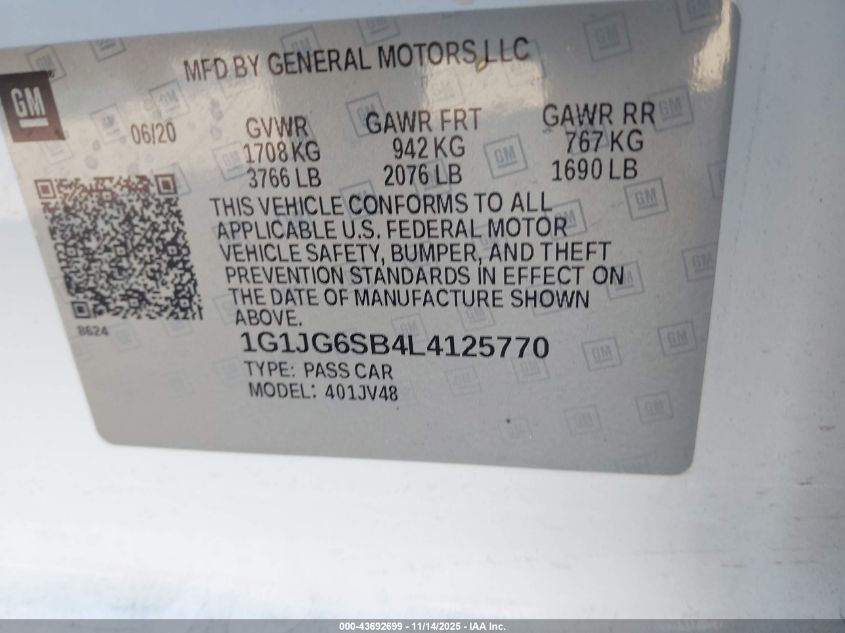 MFD BY GENERAL MOTORS LLC
GM
06/20
GVWR GAWR FRT GAWR RR
1708 KG 942 KG 767 KG
3766 LB 2076 LB 1690 LB
THIS VEHICLE CONFORMS TO ALL
APPLICABLE U.S. FEDERAL MOTOR
VEHICLE SAFETY, BUMPER, AND THEFT
PREVENTION STANDARDS IN EFFECT ON
THE DATE OF MANUFACTURE SHOWN
ABOVE.
B624
1G1JG6SB4L4125770
TYPE: PASS CAR
MODEL: 401JV48
000-43692699 - 11/14/2025 - IAA Inc.